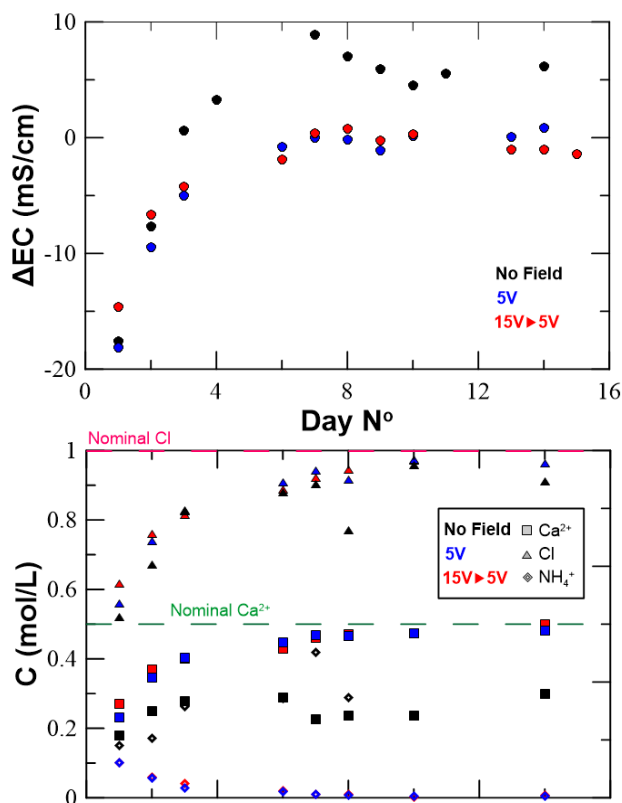 10
0
-10
-20
ΔEC (mS/cm)
No Field
5V
15V►5V
0
4
8
12
16
Day Nº
Nominal Cl
1
0.8
0.6
0.4
0.2
0
C (mol/L)
No Field
5V
15V►5V
Ca²⁺
Cl
NH₄⁺
Nominal Ca²⁺